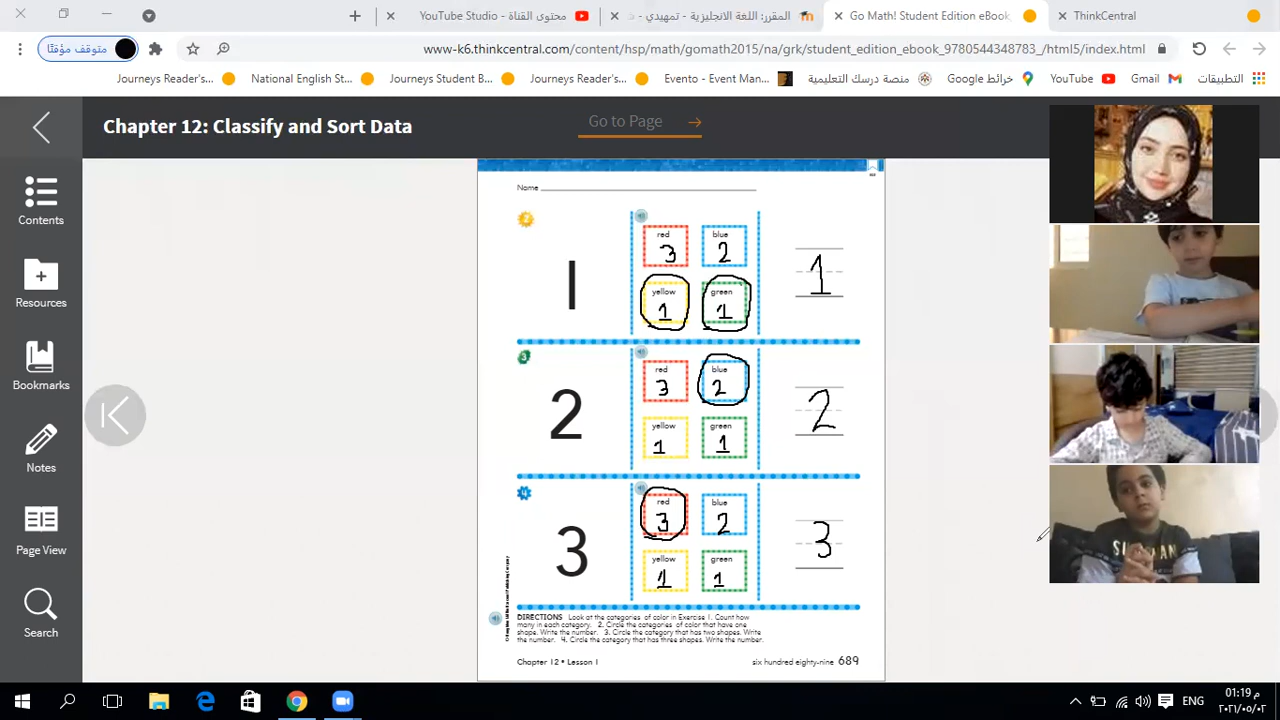 محتوى القناة - YouTube Studio
المقرر: اللغة الانجليزية - تمهيدي - د
Go Math! Student Edition eBook
ThinkCentral
متوقف مؤقتًا
www-k6.thinkcentral.com/content/hsp/math/gomath2015/na/grk/student_edition_ebook_9780544348783_/html5/index.html
Journeys Reader's...
National English St...
Journeys Student B...
Journeys Reader's...
Evento - Event Man...
منصة درسك التعليمية
خرائط Google
YouTube
Gmail
التطبيقات
Chapter 12: Classify and Sort Data
Go to Page →
Contents
Resources
Bookmarks
Notes
Page View
Search
Name
2
1
red blue
3 2
yellow green
1 1
1
3
2
red blue
3 2
yellow green
1 1
2
4
3
red blue
3 2
yellow green
1 1
3
DIRECTIONS Look at the categories of color in Exercise 1. Count how
many in each category. 2. Circle the categories of color that have one
shape. Write the number. 3. Circle the category that has two shapes. Write
the number. 4. Circle the category that has three shapes. Write the number.
Chapter 12 • Lesson 1
six hundred eighty-nine 689
ENG
01:19 م
٢٠٢١/٠٥/٠٢